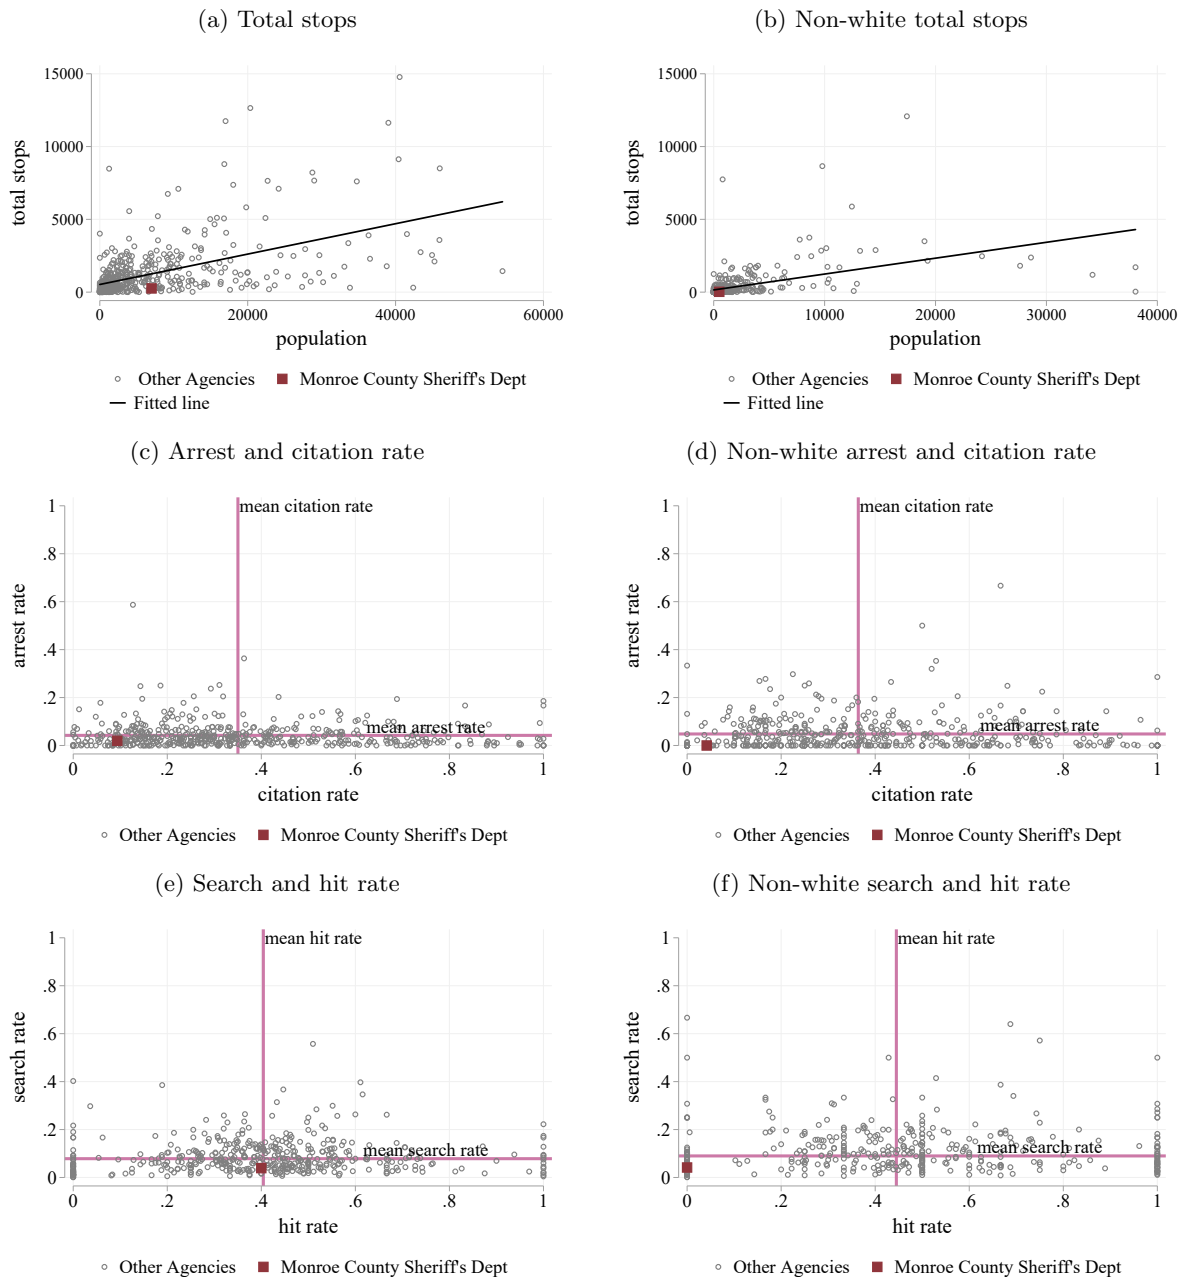 (a) Total stops
15000
10000
5000
0
total stops
0 20000 40000 60000
population
Other Agencies Monroe County Sheriff's Dept
Fitted line
(b) Non-white total stops
15000
10000
5000
0
total stops
0 10000 20000 30000 40000
population
Other Agencies Monroe County Sheriff's Dept
Fitted line
(c) Arrest and citation rate
mean citation rate
1
.8
.6
.4
.2
0
arrest rate
mean arrest rate
0 .2 .4 .6 .8 1
citation rate
Other Agencies Monroe County Sheriff's Dept
(d) Non-white arrest and citation rate
mean citation rate
1
.8
.6
.4
.2
0
arrest rate
mean arrest rate
0 .2 .4 .6 .8 1
citation rate
Other Agencies Monroe County Sheriff's Dept
(e) Search and hit rate
mean hit rate
1
.8
.6
.4
.2
0
search rate
mean search rate
0 .2 .4 .6 .8 1
hit rate
Other Agencies Monroe County Sheriff's Dept
(f) Non-white search and hit rate
mean hit rate
1
.8
.6
.4
.2
0
search rate
mean search rate
0 .2 .4 .6 .8 1
hit rate
Other Agencies Monroe County Sheriff's Dept